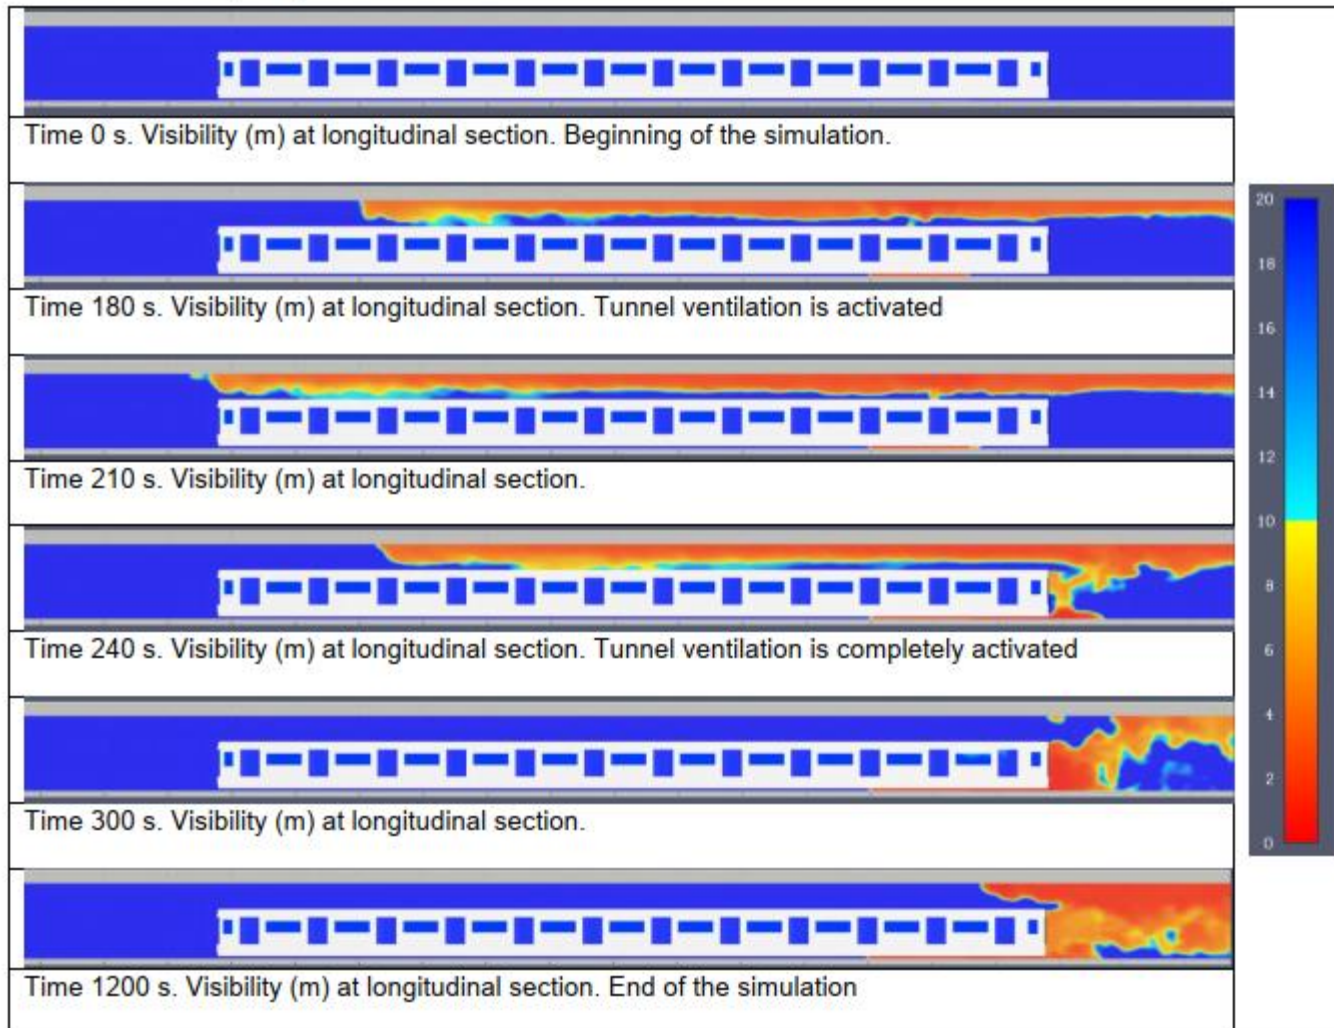 Time 0 s. Visibility (m) at longitudinal section. Beginning of the simulation.
Time 180 s. Visibility (m) at longitudinal section. Tunnel ventilation is activated
Time 210 s. Visibility (m) at longitudinal section.
Time 240 s. Visibility (m) at longitudinal section. Tunnel ventilation is completely activated
Time 300 s. Visibility (m) at longitudinal section.
Time 1200 s. Visibility (m) at longitudinal section. End of the simulation
20
18
16
14
12
10
8
6
4
2
0